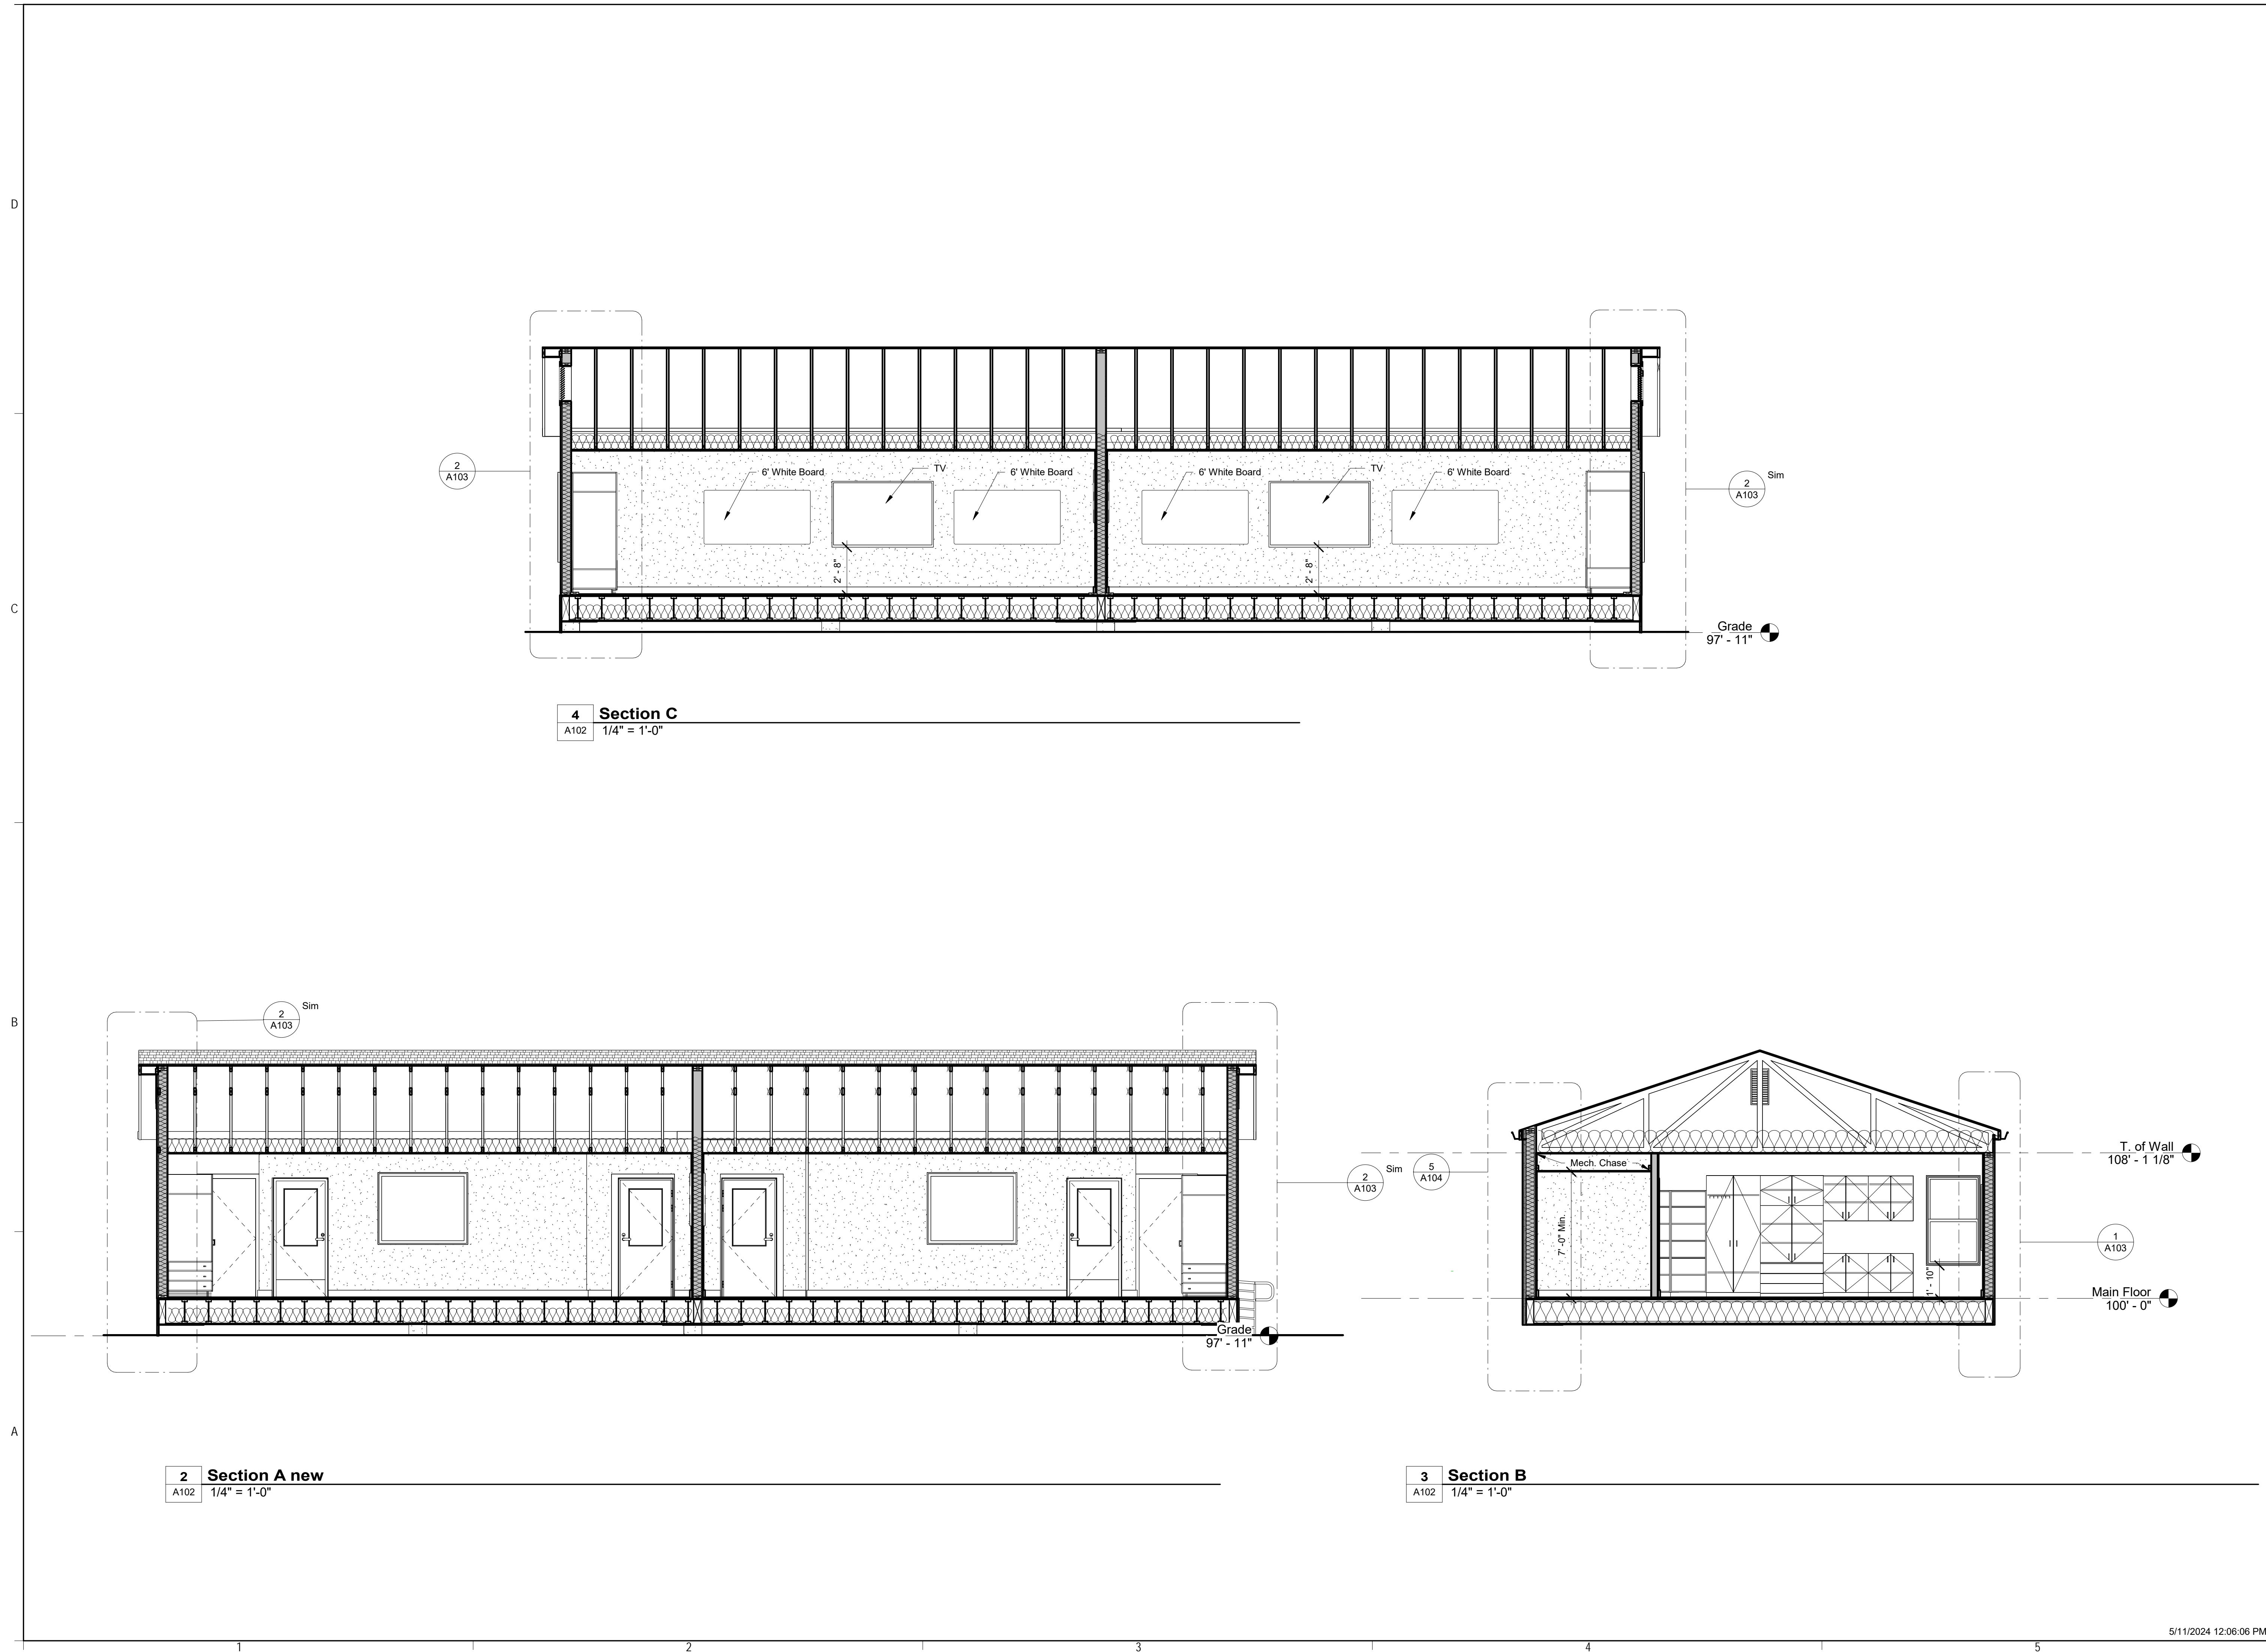 D
C
B
A
2
A103
6' White Board
TV
6' White Board
6' White Board
TV
6' White Board
2
A103
Sim
2' - 8"
2' - 8"
Grade
97' - 11"
4
A102
Section C
1/4" = 1'-0"
2
A103
Sim
2
A103
Sim
Grade
97' - 11"
2
A102
Section A new
1/4" = 1'-0"
5
A104
Mech. Chase
7' -0" Min.
1' - 10"
T. of Wall
108' - 1 1/8"
1
A103
Main Floor
100' - 0"
3
A102
Section B
1/4" = 1'-0"
5/11/2024 12:06:06 PM
1
2
3
4
5